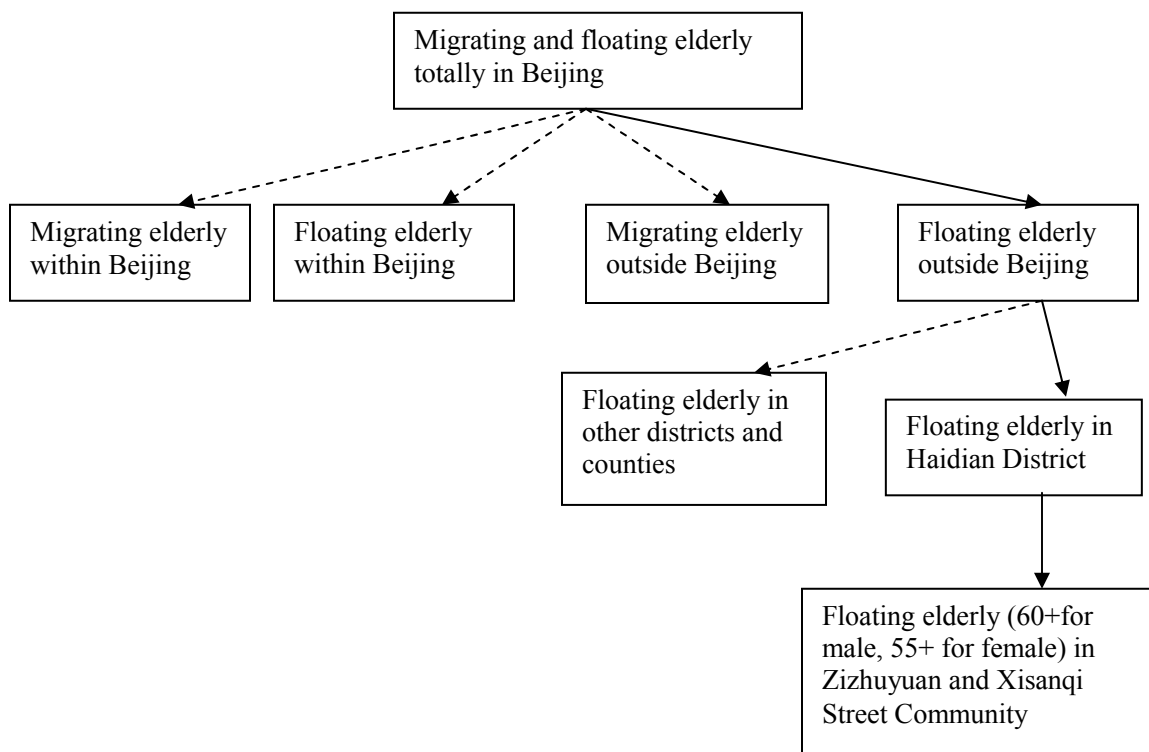 Migrating and floating elderly
totally in Beijing
Migrating elderly
within Beijing
Floating elderly
within Beijing
Migrating elderly
outside Beijing
Floating elderly
outside Beijing
Floating elderly in
other districts and
counties
Floating elderly in
Haidian District
Floating elderly (60+for
male, 55+ for female) in
Zizhuyuan and Xisanqi
Street Community